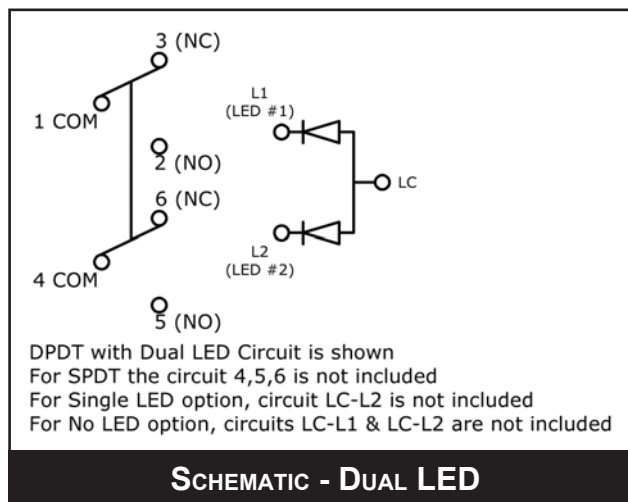 3 (NC)
1 COM
2 (NO)
6 (NC)
4 COM
5 (NO)
L1
(LED #1)
LC
L2
(LED #2)
DPDT with Dual LED Circuit is shown
For SPDT the circuit 4,5,6 is not included
For Single LED option, circuit LC-L2 is not included
For No LED option, circuits LC-L1 & LC-L2 are not included
SCHEMATIC - DUAL LED